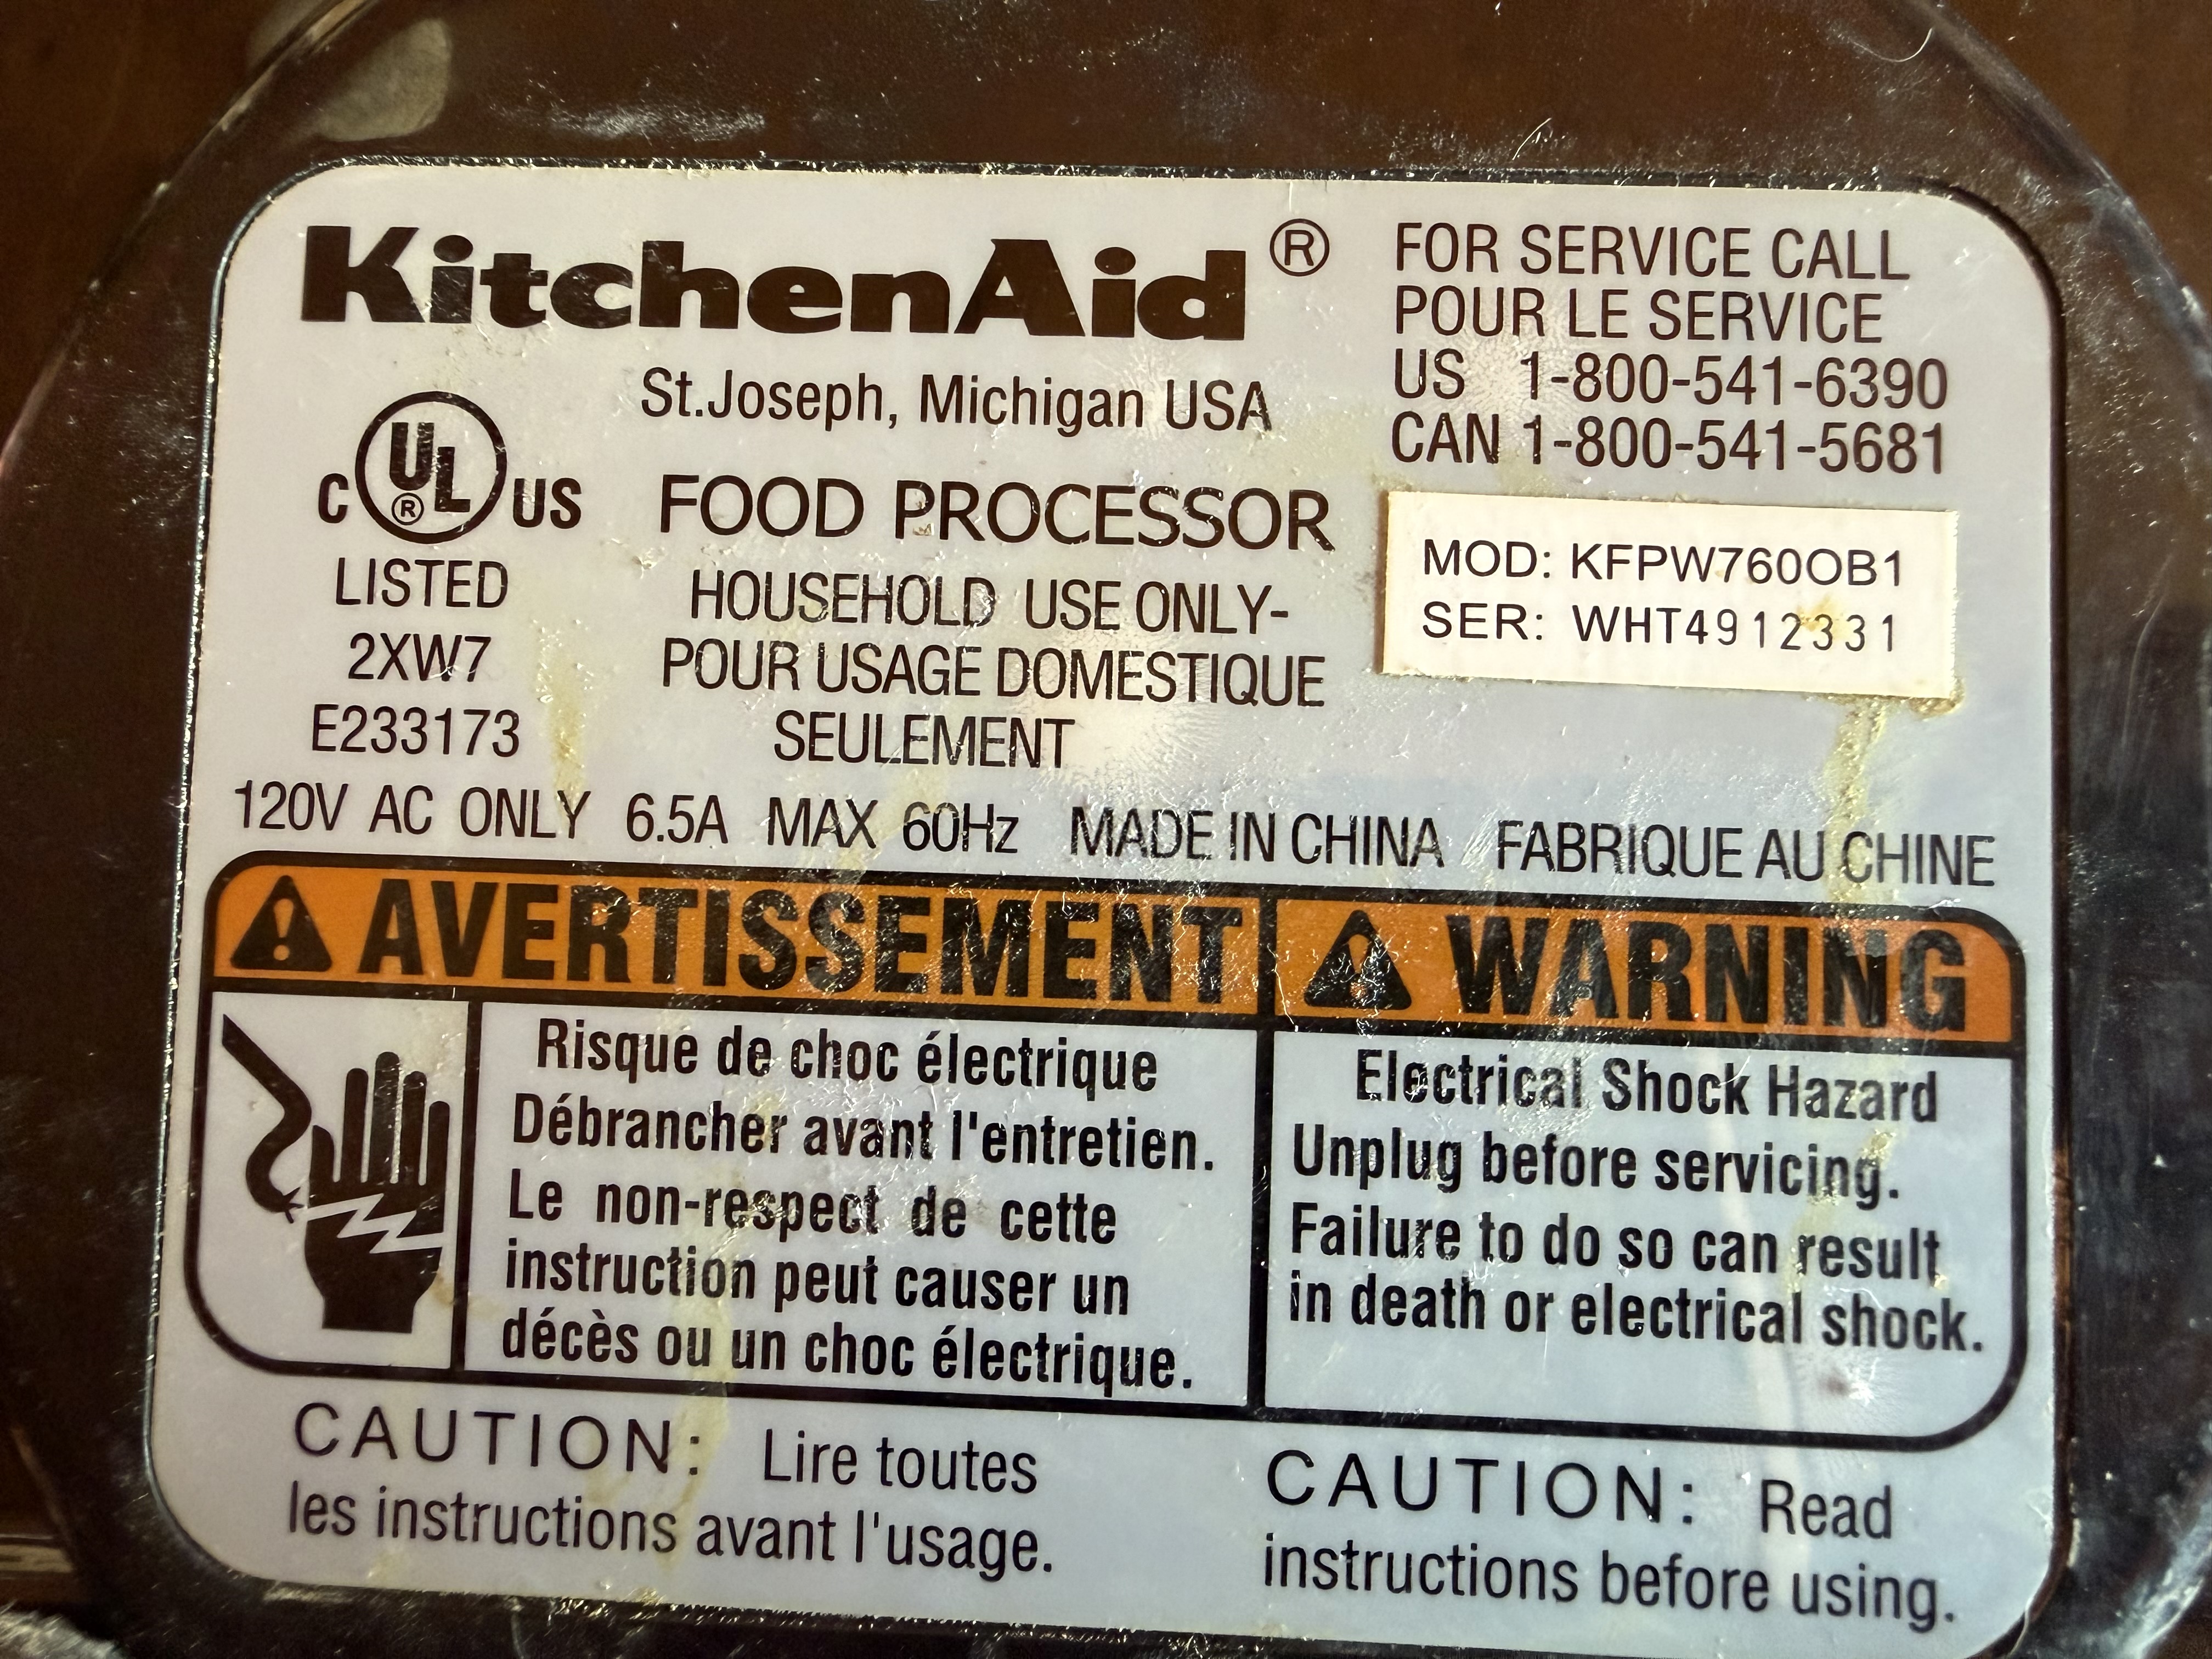 KitchenAid®
St.Joseph, Michigan USA
FOR SERVICE CALL
POUR LE SERVICE
US 1-800-541-6390
CAN 1-800-541-5681
C UL® US
LISTED
2XW7
E233173
FOOD PROCESSOR
HOUSEHOLD USE ONLY-
POUR USAGE DOMESTIQUE
SEULEMENT
MOD: KFPW760OB1
SER: WHT4912331
120V AC ONLY 6.5A MAX 60Hz MADE IN CHINA FABRIQUE AU CHINE
AVERTISSEMENT
Risque de choc électrique
Débrancher avant l'entretien.
Le non-respect de cette
instruction peut causer un
décès ou un choc électrique.
WARNING
Electrical Shock Hazard
Unplug before servicing.
Failure to do so can result
in death or electrical shock.
CAUTION: Lire toutes
les instructions avant l'usage.
CAUTION: Read
instructions before using.